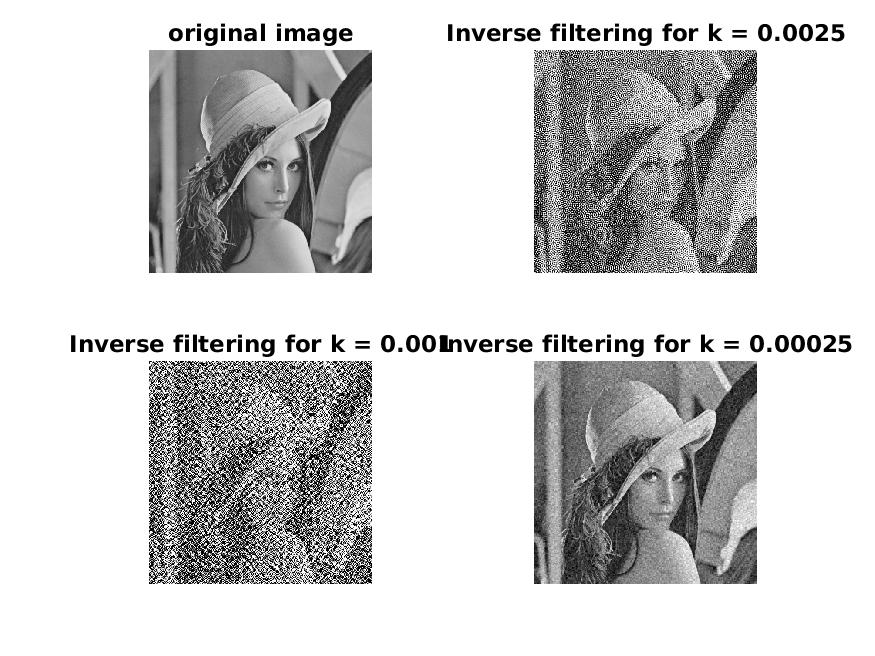 original image
Inverse filtering for k = 0.0025
Inverse filtering for k = 0.001
Inverse filtering for k = 0.00025